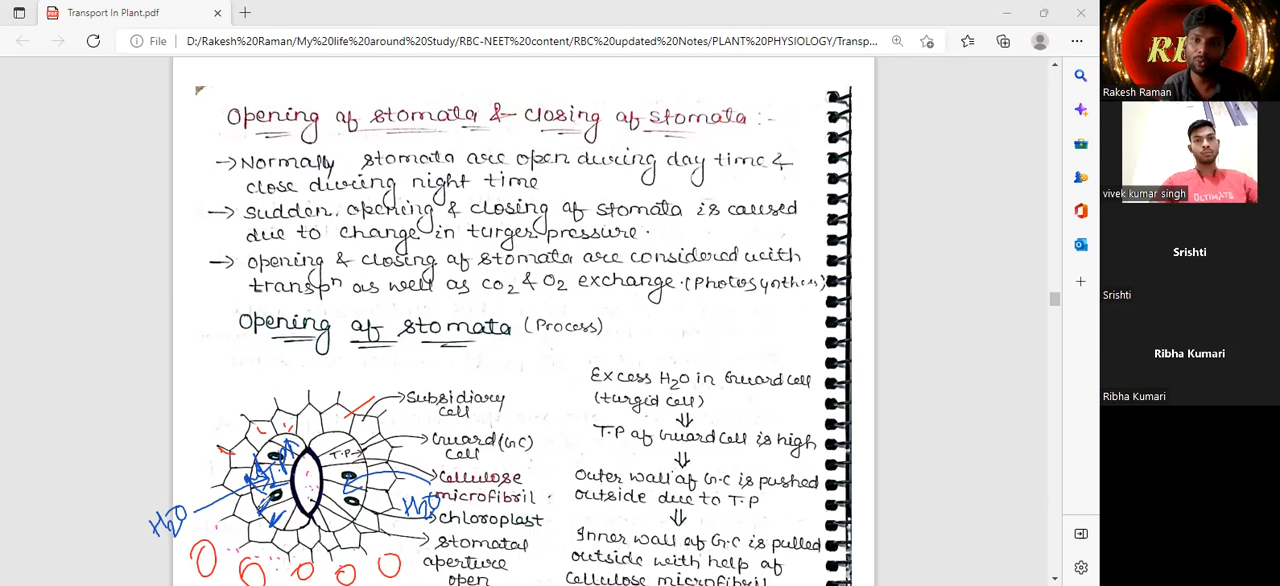 Transport In Plant.pdf
File
D:/Rakesh%20Raman/My%20life%20around%20Study/RBC-NEET%20content/RBC%20updated%20Notes/PLANT%20PHYSIOLOGY/Transp...
Opening of stomata & closing of stomata :-
→ Normally stomata are open during day time &
close during night time
→ sudden opening & closing of stomata is caused
due to change in turger pressure.
→ opening & closing of stomata are considered with
transpn as well as CO2 & O2 exchange. (Photosynthesis)
Opening of stomata (Process)
Subsidiary
cell
Guard (GC)
cell
T.P
Cellulose
microfibril
chloroplast
stomatal
aperture
open
H2O
H2O
T.P
Excess H2O in Guard cell
(turgid cell)
⇓
T.P of Guard cell is high
⇓
Outer wall of G.C is pushed
outside due to T.P
⇓
Inner wall of G.C is pulled
outside with help of
cellulose microfibril
Rakesh Raman
vivek kumar singh
ULTIMATE
Srishti
Srishti
Ribha Kumari
Ribha Kumari